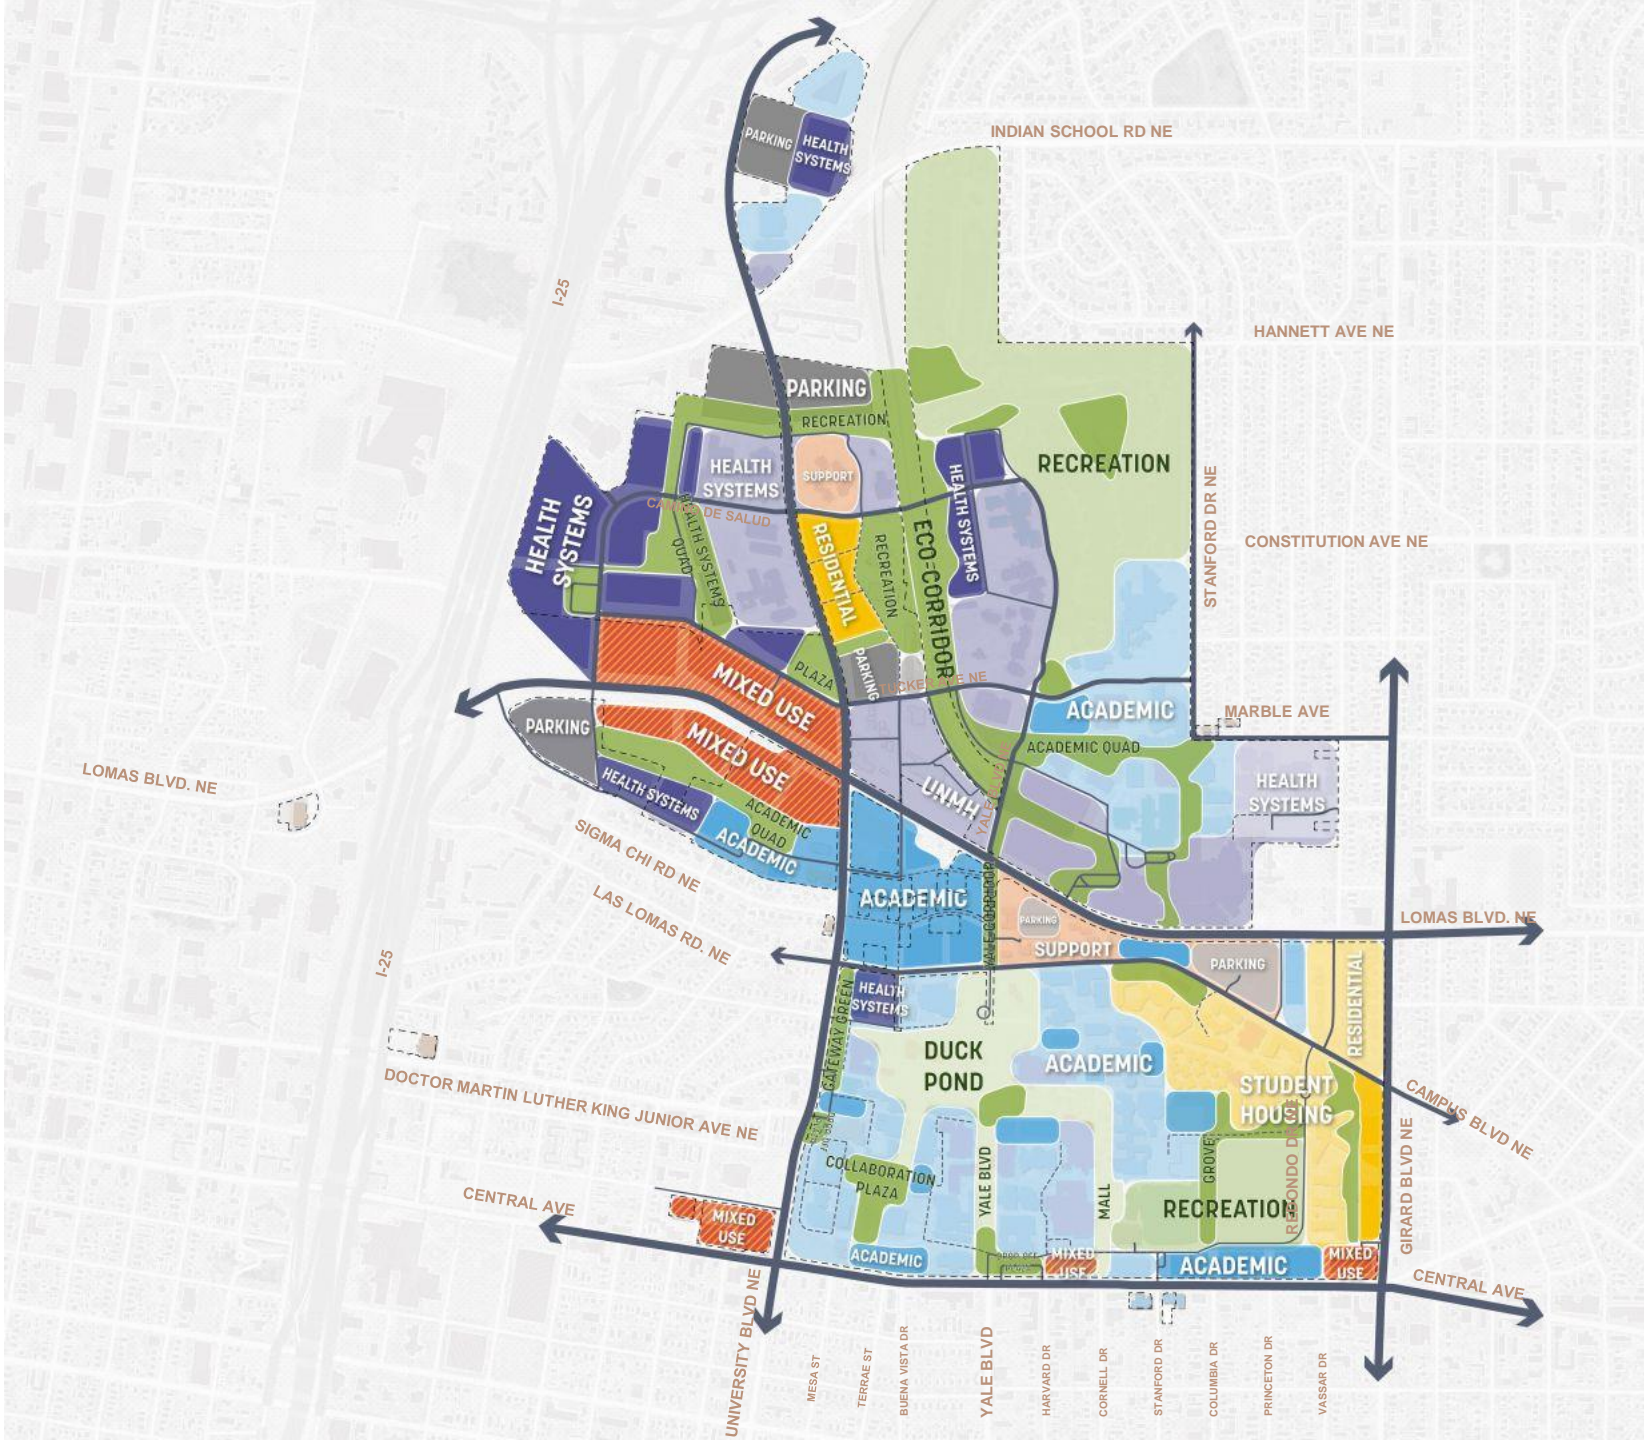 INDIAN SCHOOL RD NE
PARKING
HEALTH
SYSTEMS
I-25
HANNETT AVE NE
PARKING
RECREATION
HEALTH
SYSTEMS
SUPPORT
RECREATION
HEALTH SYSTEMS
STANFORD DR NE
CONSTITUTION AVE NE
HEALTH
SYSTEMS
HEALTH SYSTEMS
QUAD
DE SALUD
RESIDENTIAL
RECREATION
ECO-CORRIDOR
PLAZA
PARKING
TUCKER AVE NE
MIXED USE
MIXED USE
PARKING
ACADEMIC
MARBLE AVE
ACADEMIC QUAD
HEALTH
SYSTEMS
LOMAS BLVD. NE
HEALTH SYSTEMS
ACADEMIC
QUAD
ACADEMIC
UNMH
SIGMA CHI RD NE
LAS LOMAS RD. NE
ACADEMIC
YALE CORRIDOR
PARKING
SUPPORT
LOMAS BLVD. NE
PARKING
RESIDENTIAL
I-25
HEALTH
SYSTEMS
GATEWAY GREEN
DUCK
POND
ACADEMIC
STUDENT
HOUSING
CAMPUS BLVD NE
DOCTOR MARTIN LUTHER KING JUNIOR AVE NE
COLLABORATION
PLAZA
YALE BLVD
MALL
GROVE
RECREATION
REDONDO DR
GIRARD BLVD NE
CENTRAL AVE
MIXED
USE
ACADEMIC
MIXED
USE
ACADEMIC
MIXED
USE
CENTRAL AVE
UNIVERSITY BLVD NE
MESA ST
TERRAE ST
BUENA VISTA DR
YALE BLVD
HARVARD DR
CORNELL DR
STANFORD DR
COLUMBIA DR
PRINCETON DR
VASSAR DR